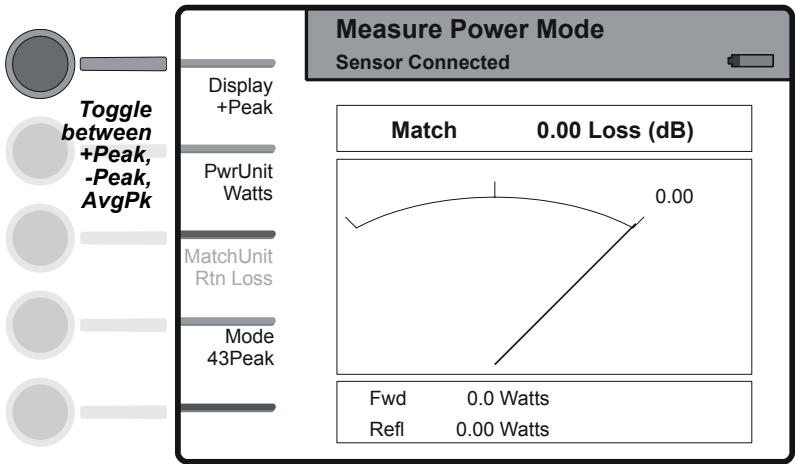 Measure Power Mode
Sensor Connected
Toggle
between
+Peak,
-Peak,
AvgPk
Display
+Peak
PwrUnit
Watts
MatchUnit
Rtn Loss
Mode
43Peak
Match 0.00 Loss (dB)
0.00
Fwd 0.0 Watts
Refl 0.00 Watts